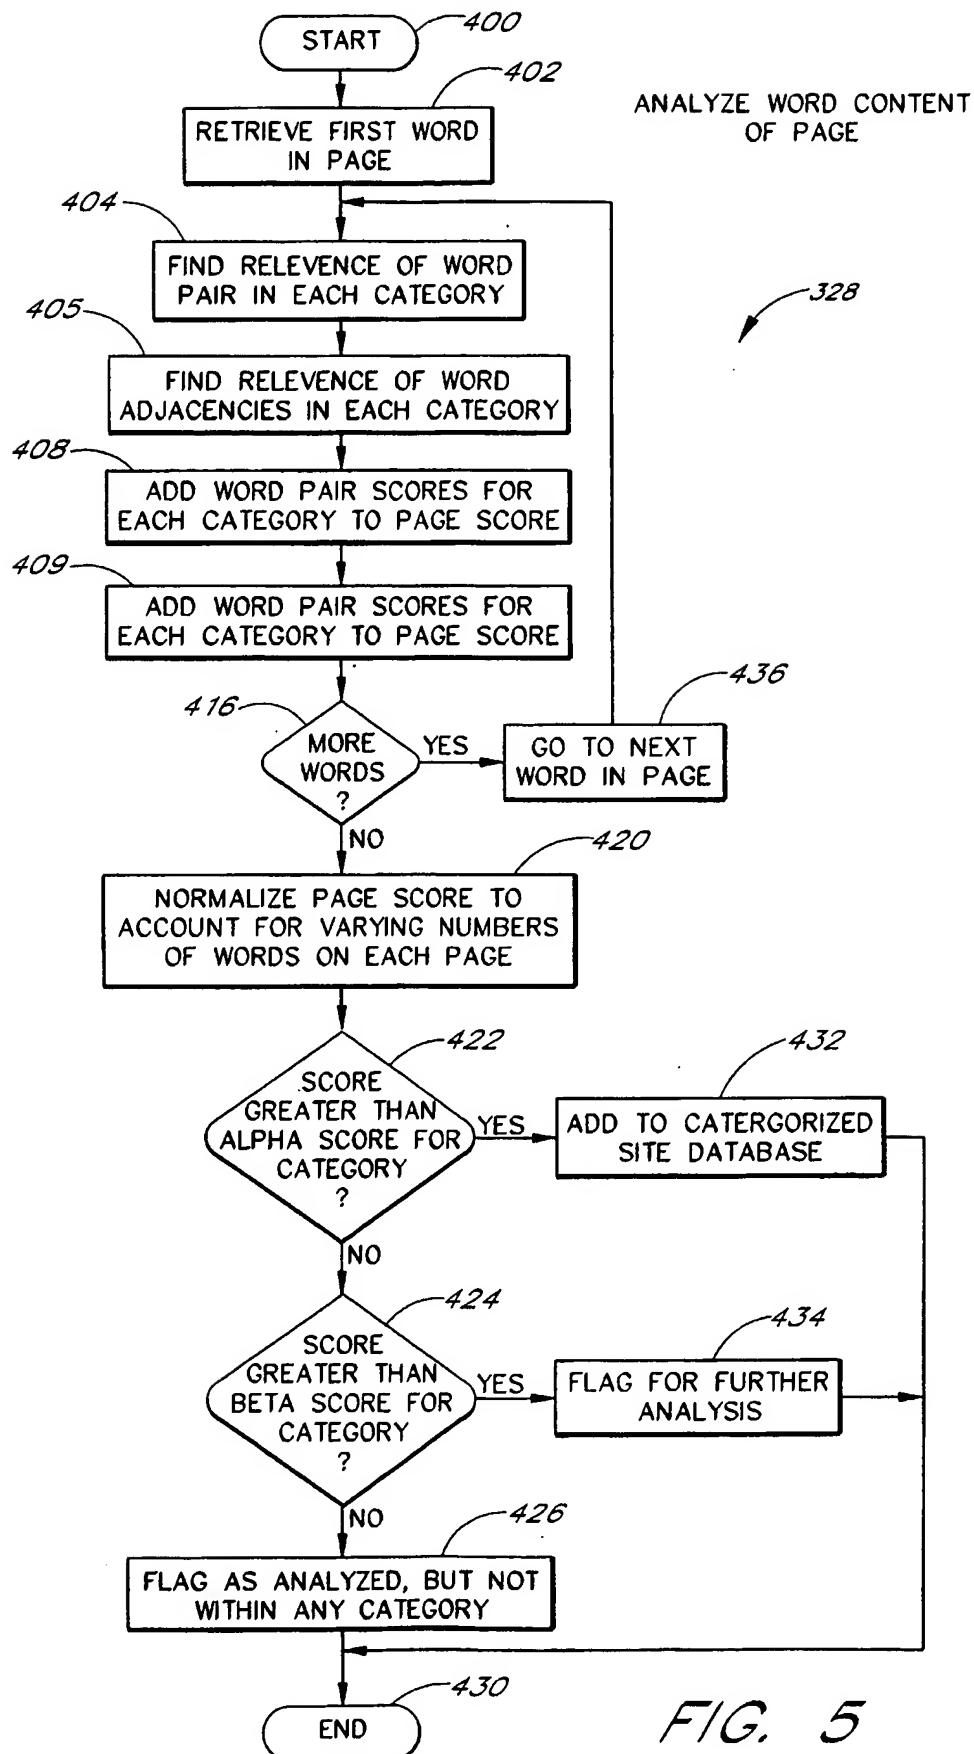 START
400
402
ANALYZE WORD CONTENT
OF PAGE
RETRIEVE FIRST WORD
IN PAGE
404
FIND RELEVENCE OF WORD
PAIR IN EACH CATEGORY
328
405
FIND RELEVENCE OF WORD
ADJACENCIES IN EACH CATEGORY
408
ADD WORD PAIR SCORES FOR
EACH CATEGORY TO PAGE SCORE
409
ADD WORD PAIR SCORES FOR
EACH CATEGORY TO PAGE SCORE
416
MORE
WORDS
?
YES
436
GO TO NEXT
WORD IN PAGE
NO
420
NORMALIZE PAGE SCORE TO
ACCOUNT FOR VARYING NUMBERS
OF WORDS ON EACH PAGE
422
SCORE
GREATER THAN
ALPHA SCORE FOR
CATEGORY
?
YES
432
ADD TO CATERGORIZED
SITE DATABASE
NO
424
SCORE
GREATER THAN
BETA SCORE FOR
CATEGORY
?
YES
434
FLAG FOR FURTHER
ANALYSIS
NO
426
FLAG AS ANALYZED, BUT NOT
WITHIN ANY CATEGORY
430
END
FIG. 5